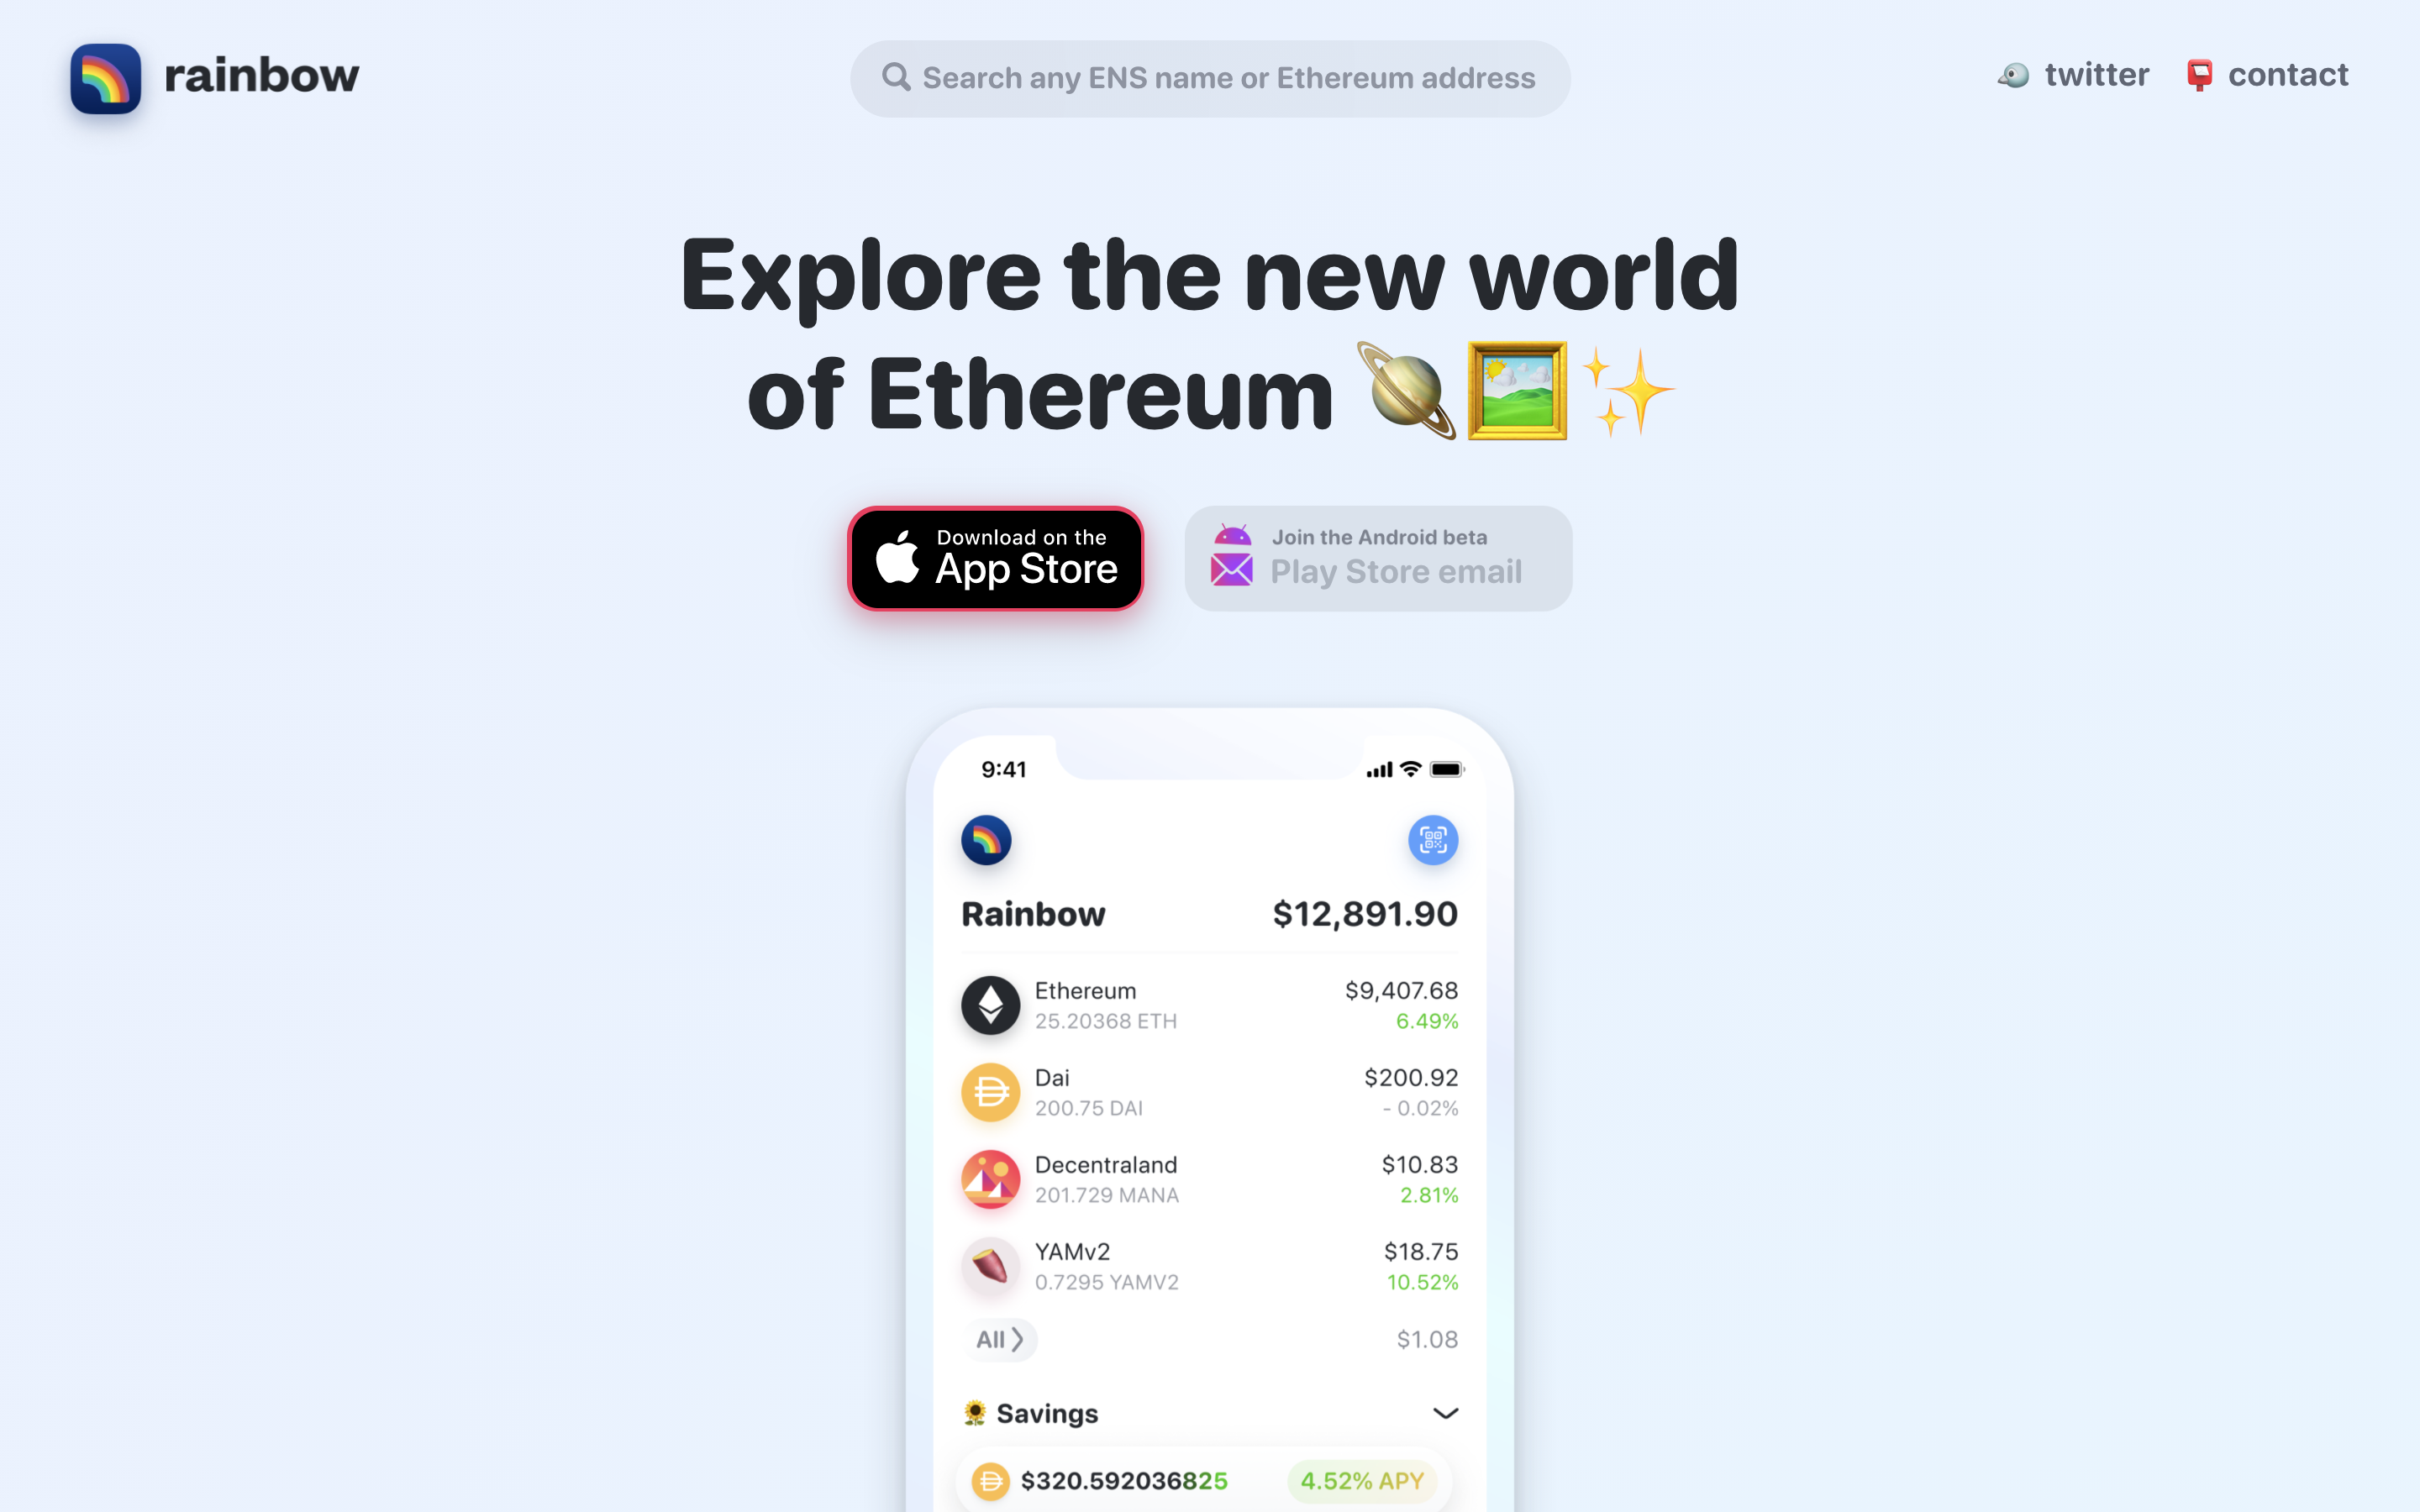 rainbow
Search any ENS name or Ethereum address
twitter
contact
Explore the new world
of Ethereum
Download on the
App Store
Join the Android beta
Play Store email
9:41
Rainbow
$12,891.90
Ethereum
$9,407.68
25.20368 ETH
6.49%
Dai
$200.92
200.75 DAI
- 0.02%
Decentraland
$10.83
201.729 MANA
2.81%
YAMv2
$18.75
0.7295 YAMV2
10.52%
All
$1.08
Savings
$320.592036825
4.52% APY